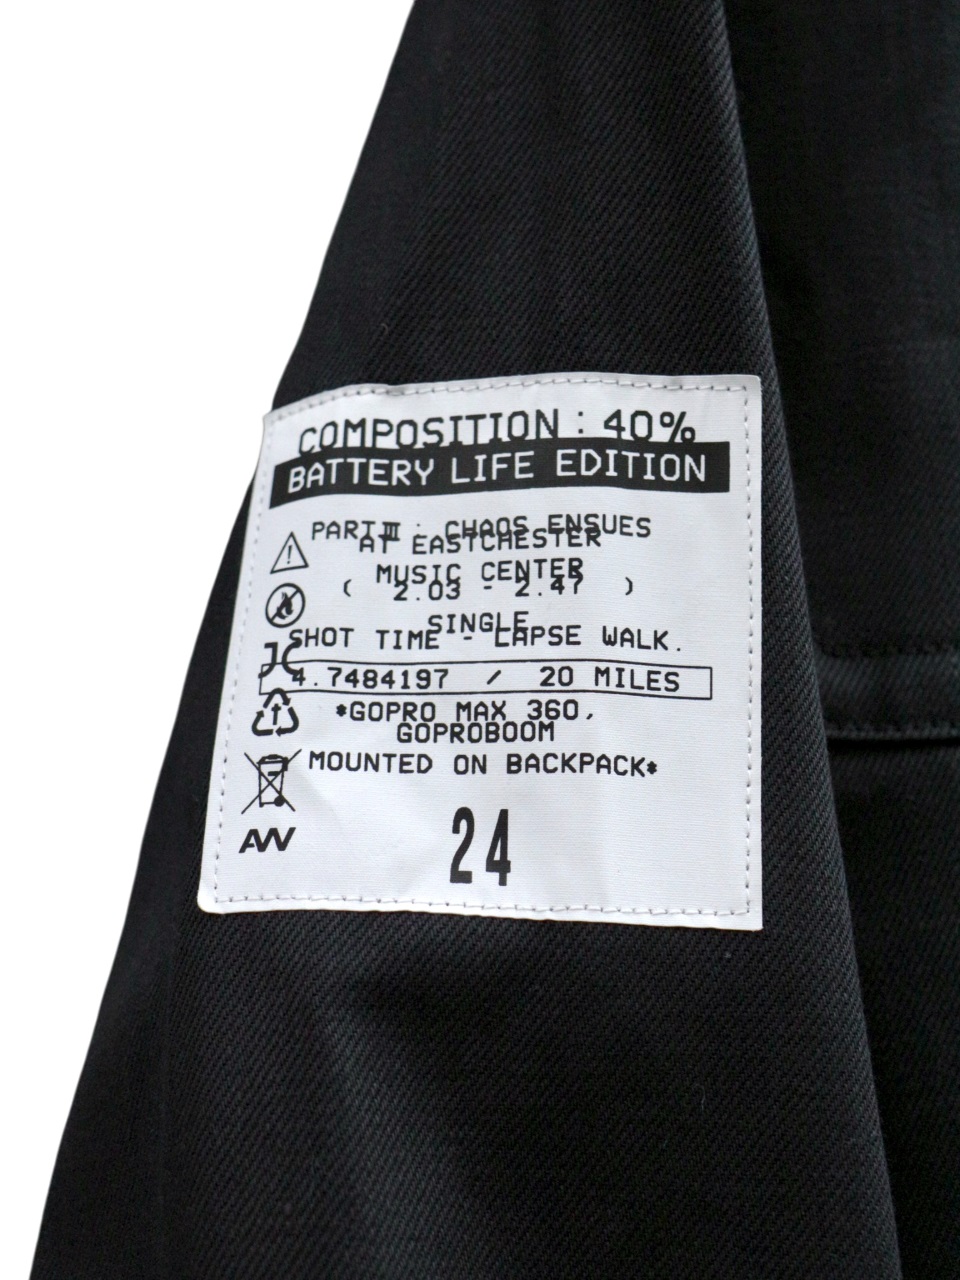 COMPOSITION : 40%
BATTERY LIFE EDITION
PART III : CHAOS ENSUES
AT EASTCHESTER
MUSIC CENTER
( 2.03 - 2.47 )
SINGLE
SHOT TIME - LAPSE WALK.
4.7484197 / 20 MILES
*GOPRO MAX 360,
GOPROBOOM
MOUNTED ON BACKPACK*
AW
24